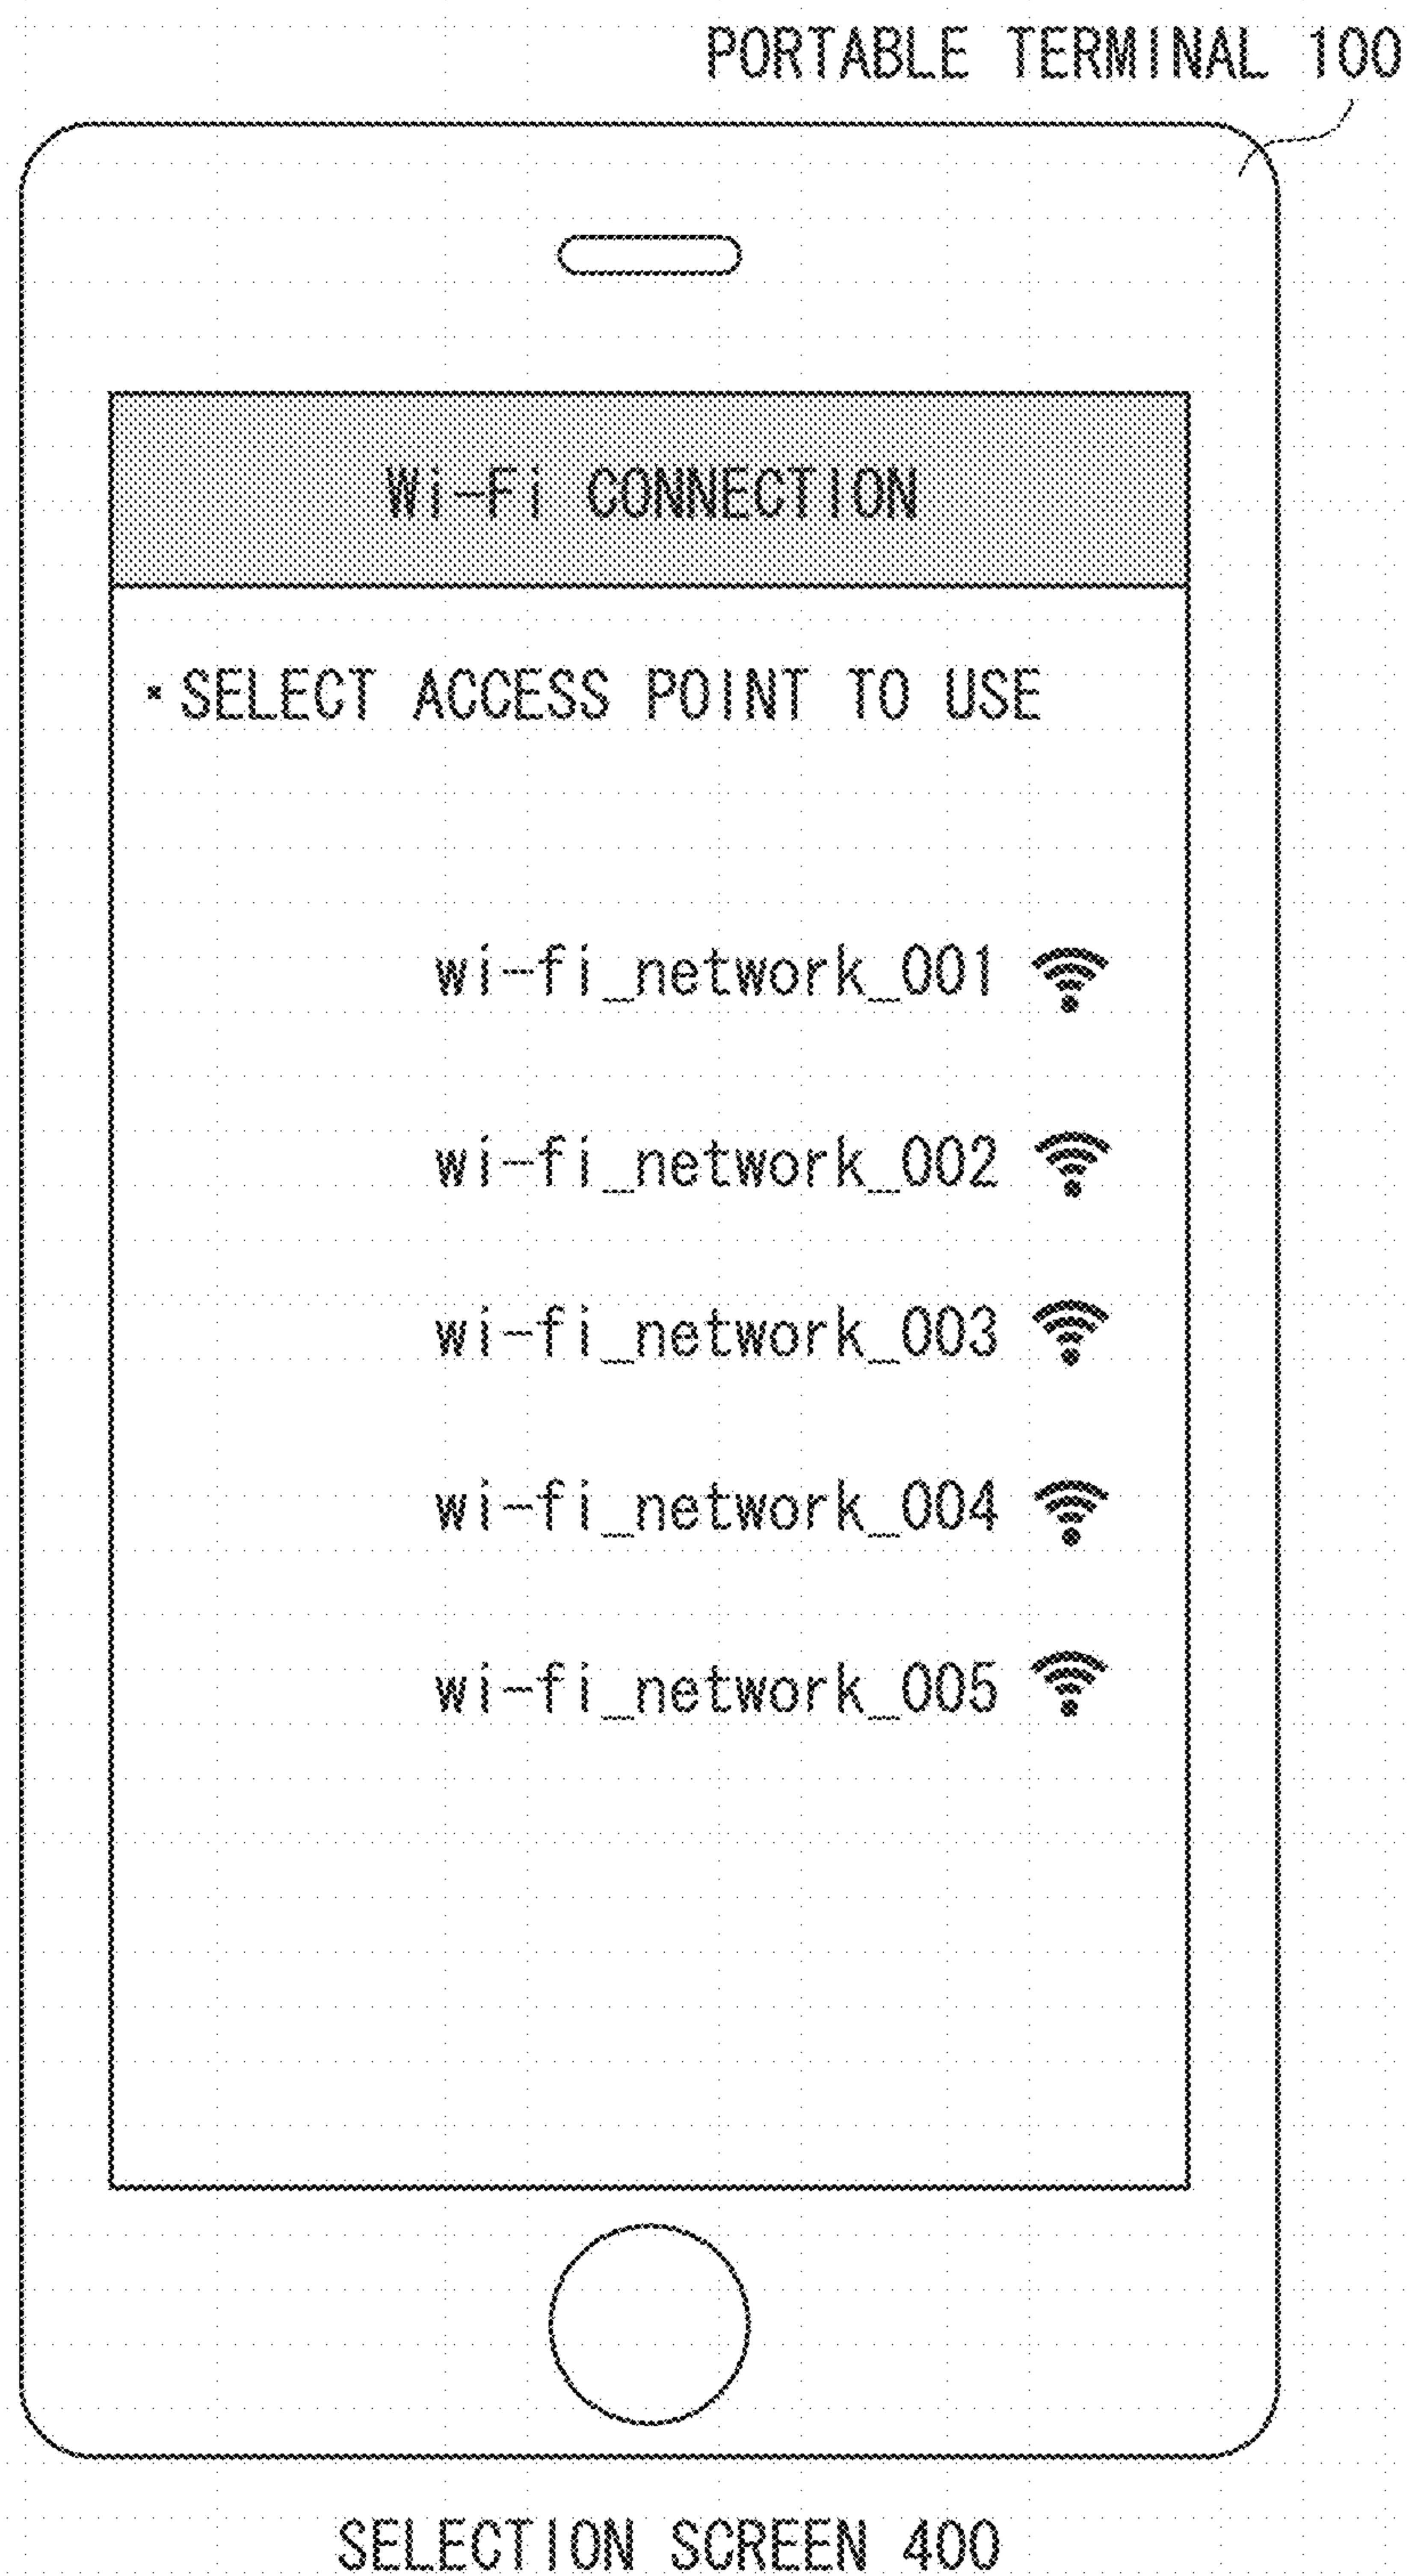 PORTABLE TERMINAL 100
Wi-Fi CONNECTION
・SELECT ACCESS POINT TO USE
wi-fi_network_001
wi-fi_network_002
wi-fi_network_003
wi-fi_network_004
wi-fi_network_005
SELECTION SCREEN 400